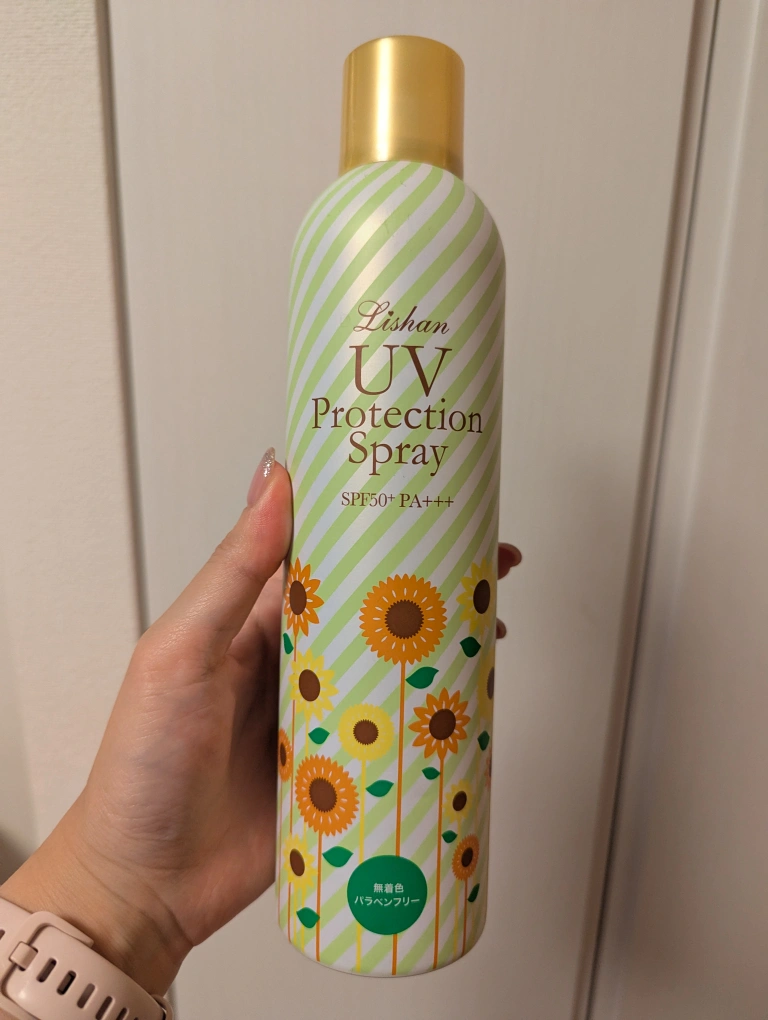 Lishan
UV
Protection
Spray
SPF50+ PA+++
無着色
パラベンフリー